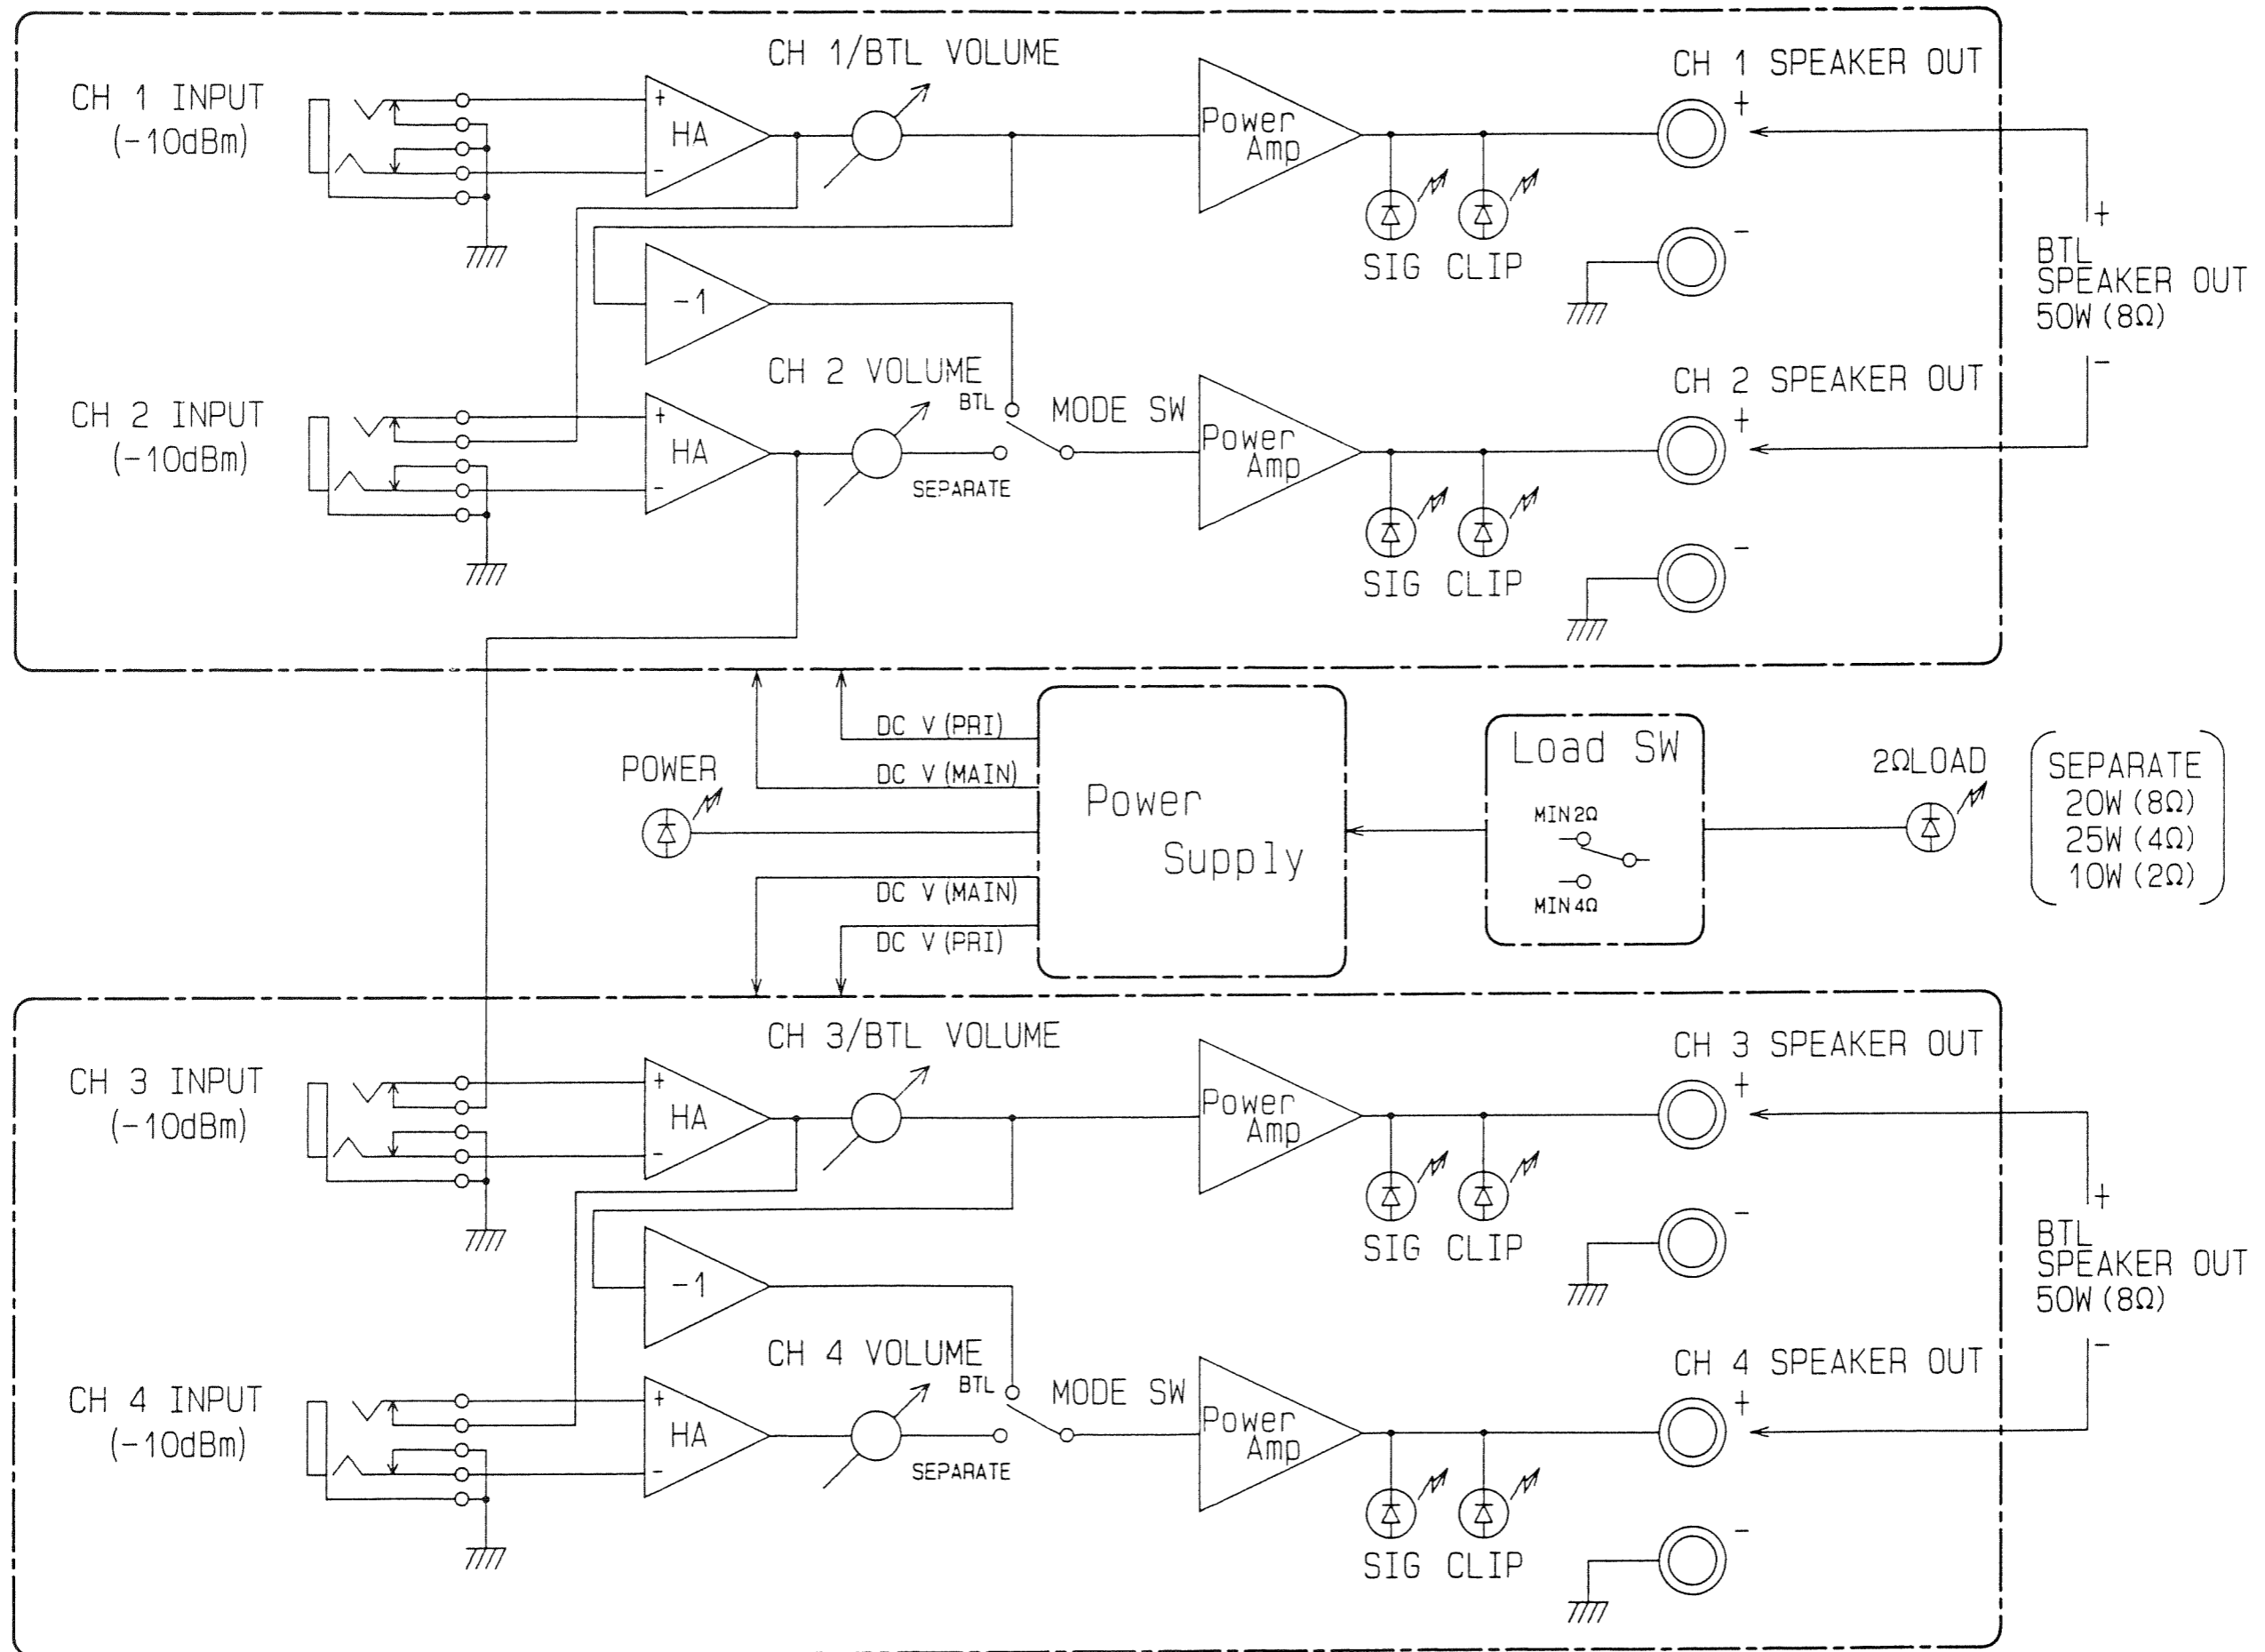 CH 1/BTL VOLUME
CH 1 SPEAKER OUT
CH 1 INPUT
(-10dBm)
+
HA
-
Power
Amp
+
SIG CLIP
-
+
BTL
SPEAKER OUT
50W (8Ω)
-
-1
CH 2 VOLUME
BTL
MODE SW
SEPARATE
CH 2 SPEAKER OUT
CH 2 INPUT
(-10dBm)
+
HA
-
Power
Amp
+
SIG CLIP
-
DC V (PRI)
DC V (MAIN)
POWER
DC V (MAIN)
DC V (PRI)
Power
Supply
Load SW
MIN 2Ω
MIN 4Ω
2ΩLOAD
SEPARATE
20W (8Ω)
25W (4Ω)
10W (2Ω)
CH 3/BTL VOLUME
CH 3 SPEAKER OUT
CH 3 INPUT
(-10dBm)
+
HA
-
Power
Amp
+
SIG CLIP
-
+
BTL
SPEAKER OUT
50W (8Ω)
-
-1
CH 4 VOLUME
BTL
MODE SW
SEPARATE
CH 4 SPEAKER OUT
CH 4 INPUT
(-10dBm)
+
HA
-
Power
Amp
+
SIG CLIP
-